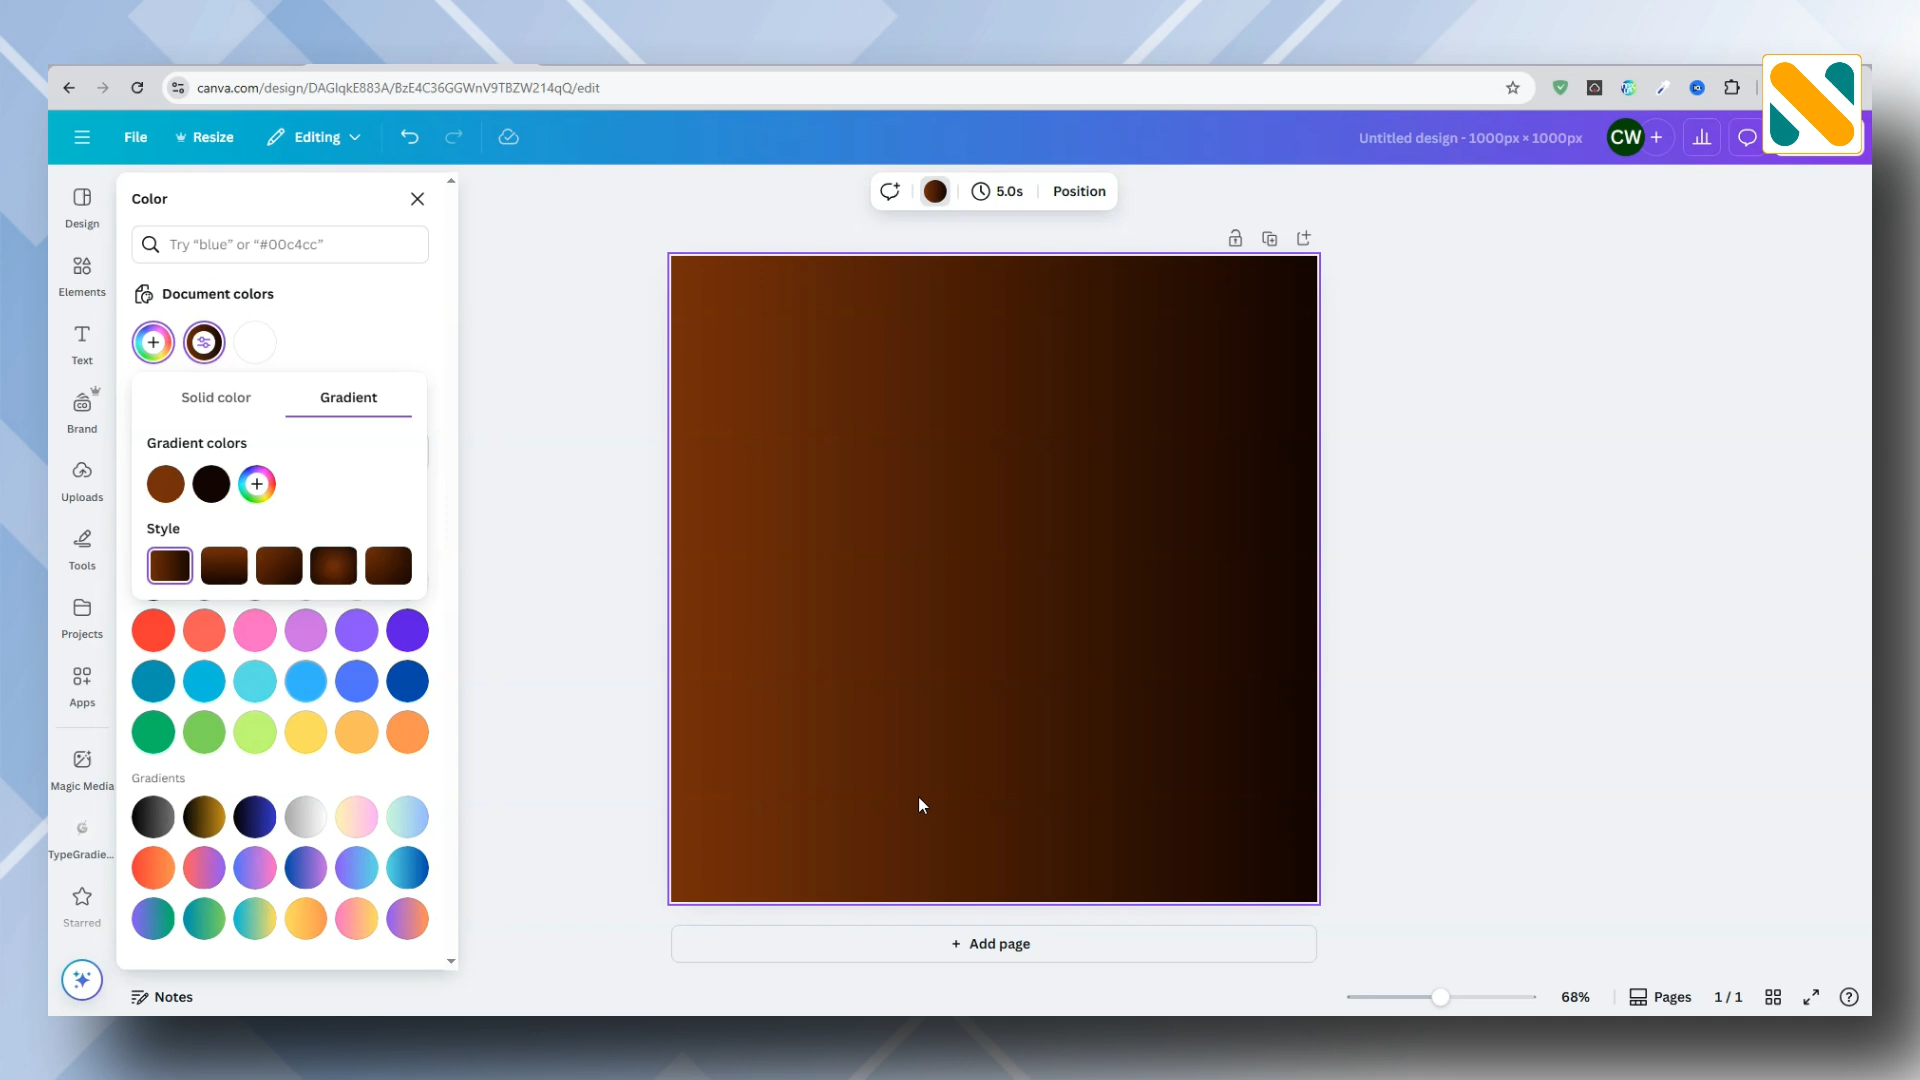 canva.com/design/DAGlqkE883A/BzE4C36GGWnV9TBZW214qQ/edit
File
Resize
Editing
Untitled design - 1000px × 1000px
CW
Design
Elements
Text
Brand
Uploads
Tools
Projects
Apps
Magic Media
TypeGradie...
Starred
Color
Try "blue" or "#00c4cc"
Document colors
Solid color
Gradient
Gradient colors
Style
Gradients
5.0s
Position
+ Add page
Notes
68%
Pages
1 / 1